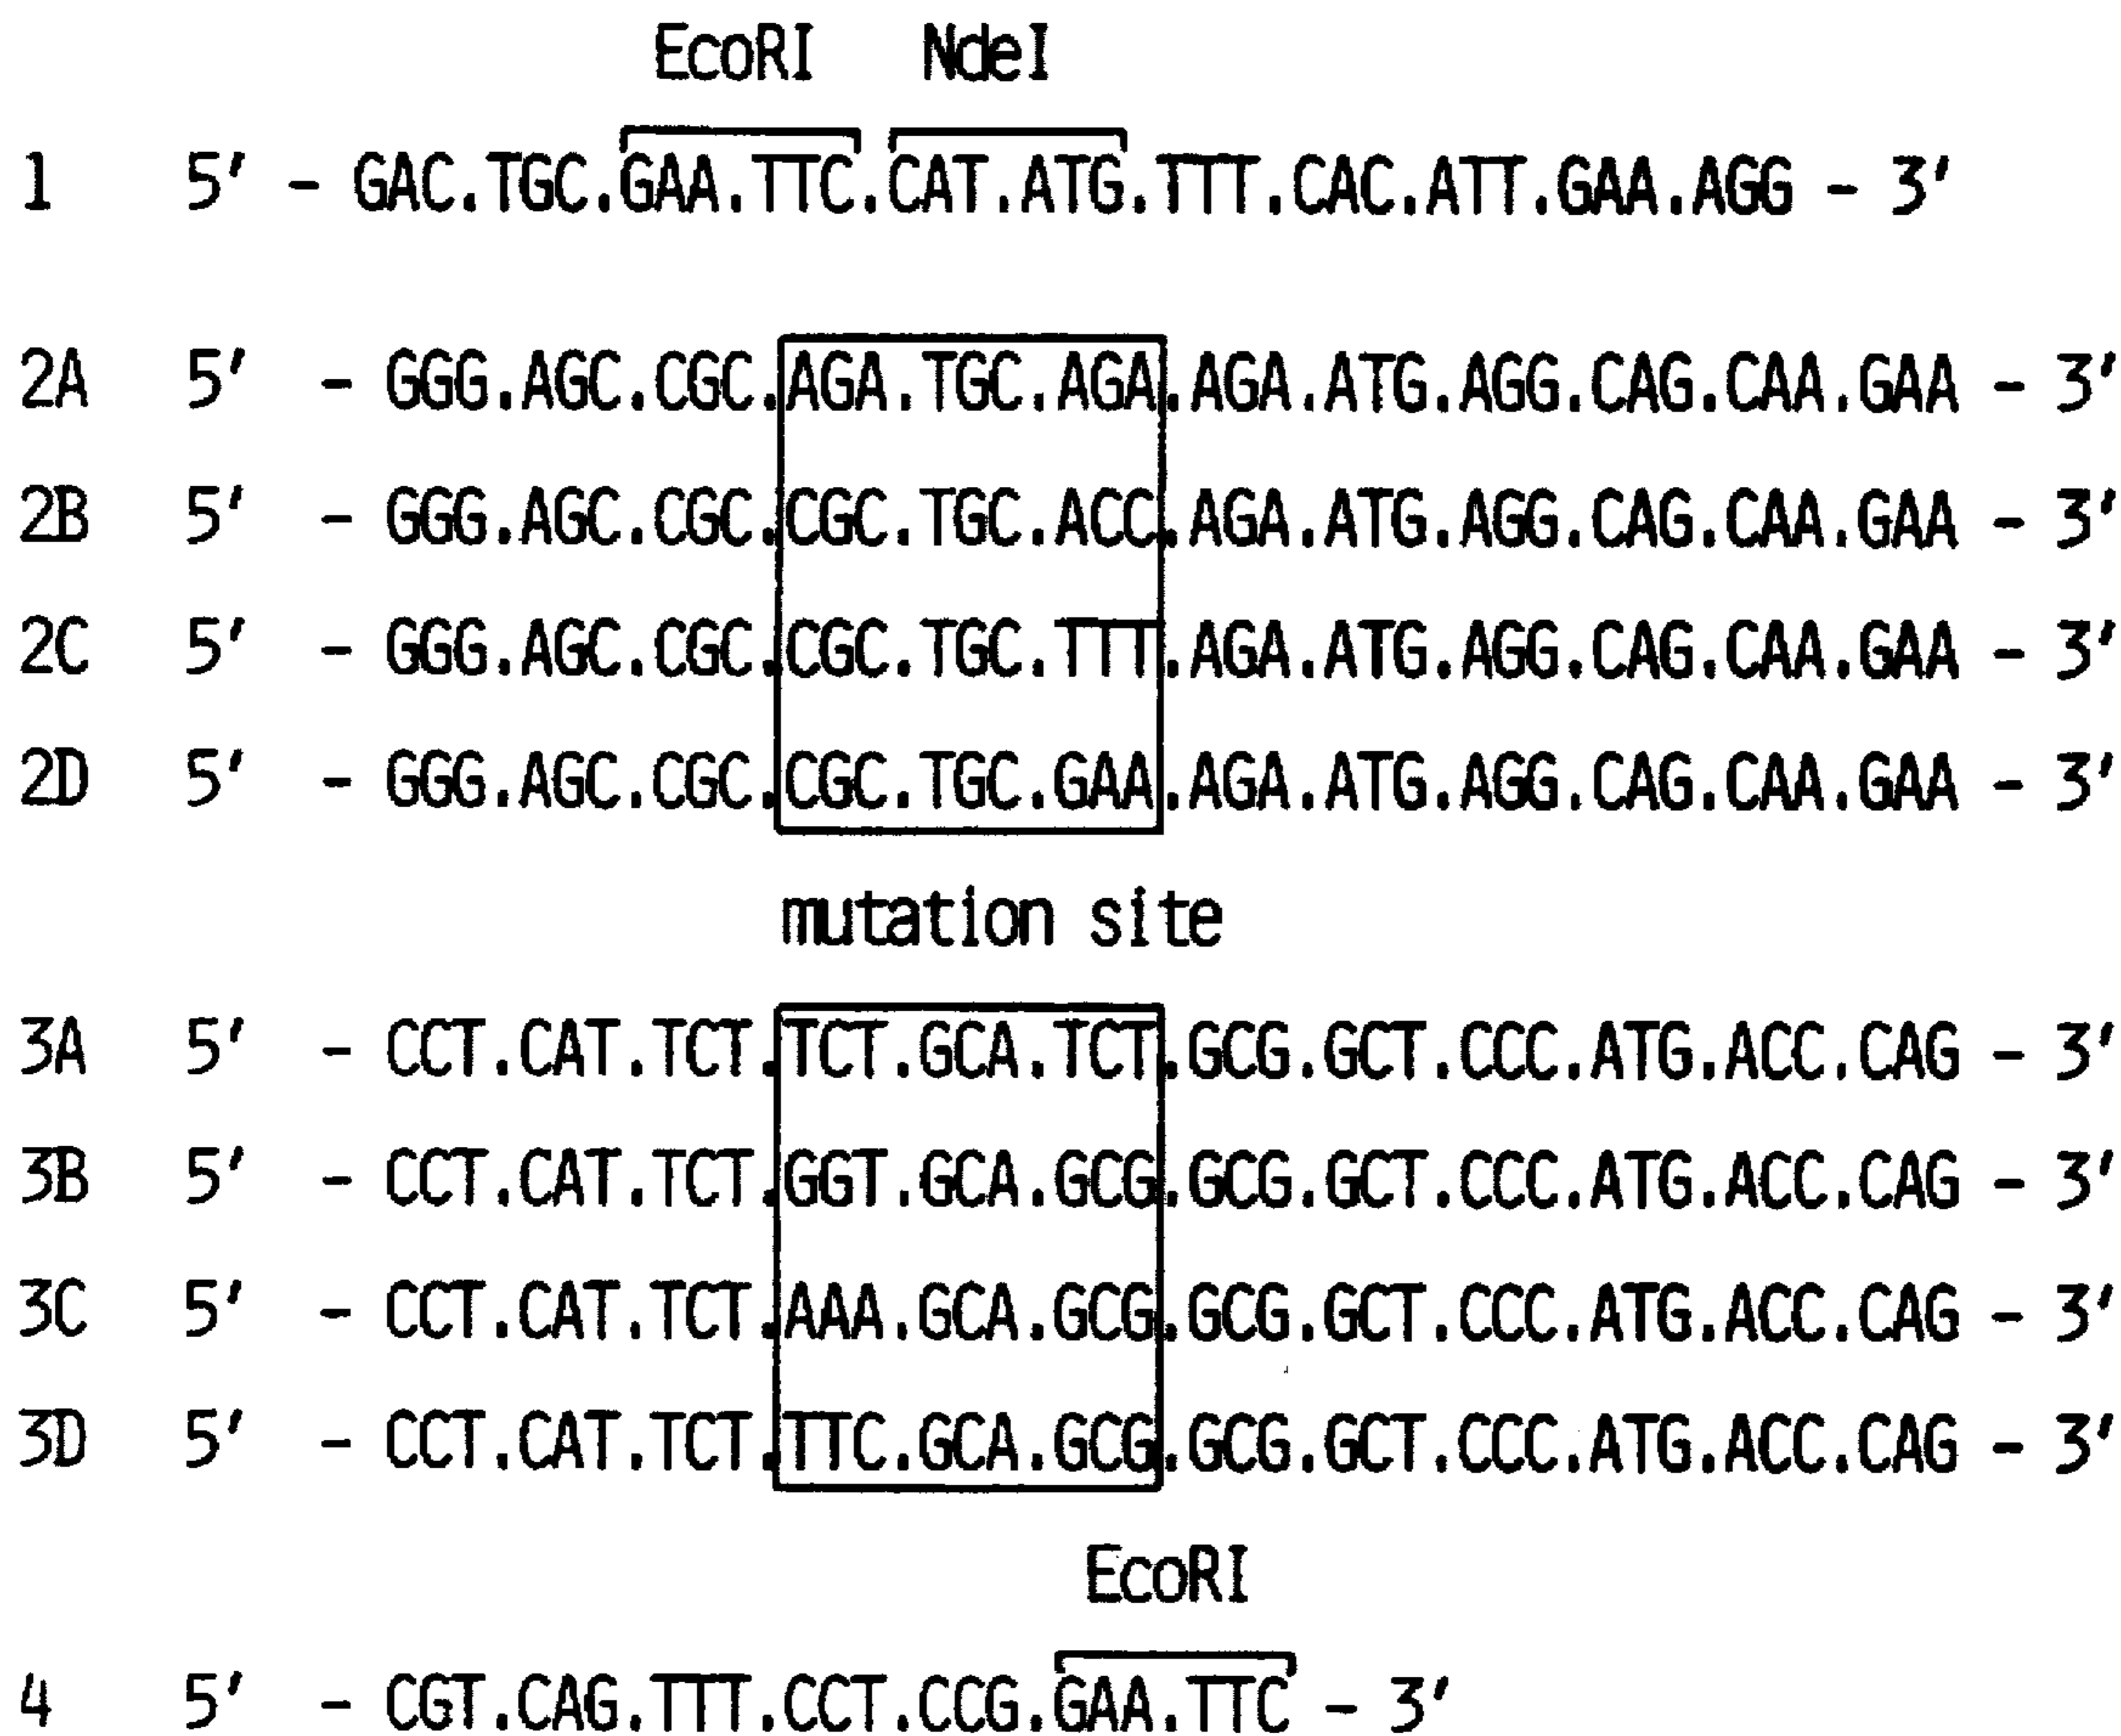 EcoRI NdeI
1 5' - GAC.TGC.GAA.TTC.CAT.ATG.TTT.CAC.ATT.GAA.AGG - 3'
2A 5' - GGG.AGC.CGC.AGA.TGC.AGA.AGA.ATG.AGG.CAG.CAA.GAA - 3'
2B 5' - GGG.AGC.CGC.CGC.TGC.ACC.AGA.ATG.AGG.CAG.CAA.GAA - 3'
2C 5' - GGG.AGC.CGC.CGC.TGC.TTT.AGA.ATG.AGG.CAG.CAA.GAA - 3'
2D 5' - GGG.AGC.CGC.CGC.TGC.GAA.AGA.ATG.AGG.CAG.CAA.GAA - 3'
mutation site
3A 5' - CCT.CAT.TCT.TCT.GCA.TCT.GCG.GCT.CCC.ATG.ACC.CAG - 3'
3B 5' - CCT.CAT.TCT.GGT.GCA.GCG.GCG.GCT.CCC.ATG.ACC.CAG - 3'
3C 5' - CCT.CAT.TCT.AAA.GCA.GCG.GCG.GCT.CCC.ATG.ACC.CAG - 3'
3D 5' - CCT.CAT.TCT.TTC.GCA.GCG.GCG.GCT.CCC.ATG.ACC.CAG - 3'
EcoRI
4 5' - CGT.CAG.TTT.CCT.CCG.GAA.TTC - 3'